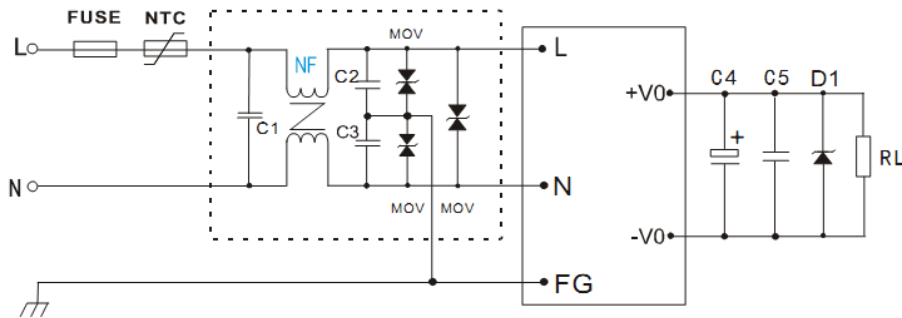 FUSE NTC
MOV
L
NF
L
C2
C4 C5 D1
+V0
C1
C3
RL
N
N
MOV MOV
-V0
FG